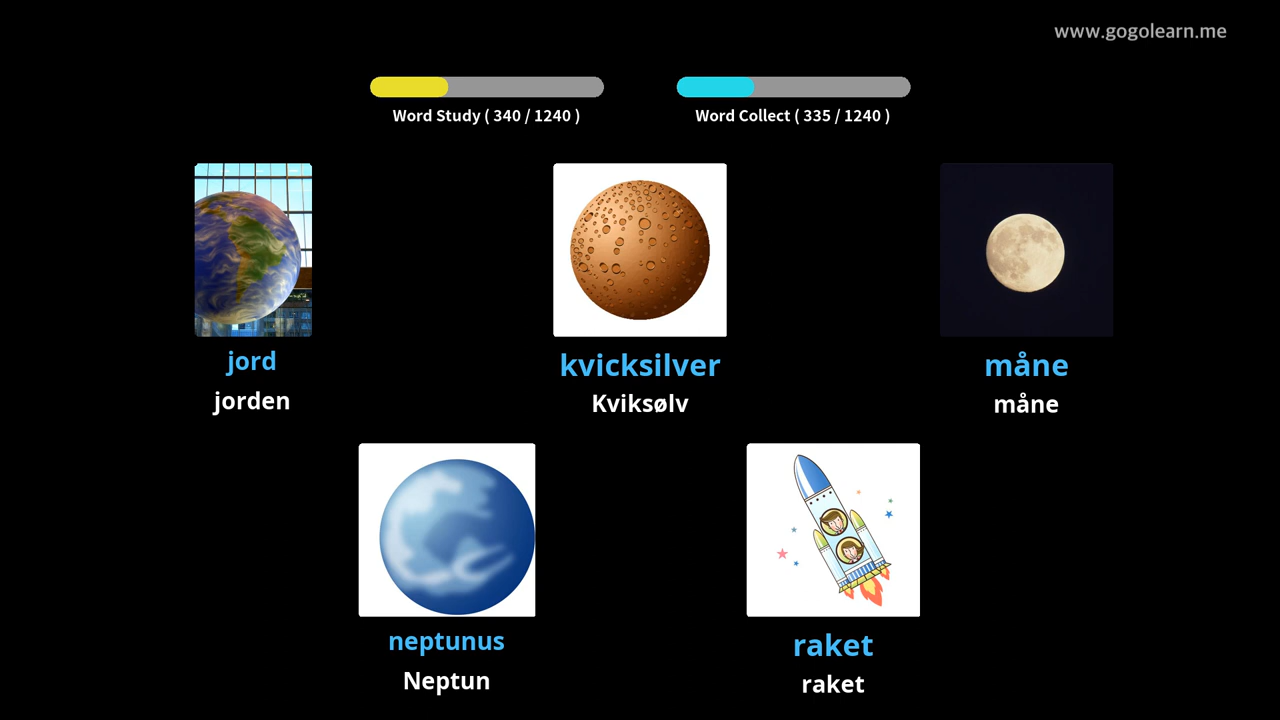 www.gogolearn.me
Word Study ( 340 / 1240 )
Word Collect ( 335 / 1240 )
jord
jorden
kvicksilver
Kviksølv
måne
måne
neptunus
Neptun
raket
raket